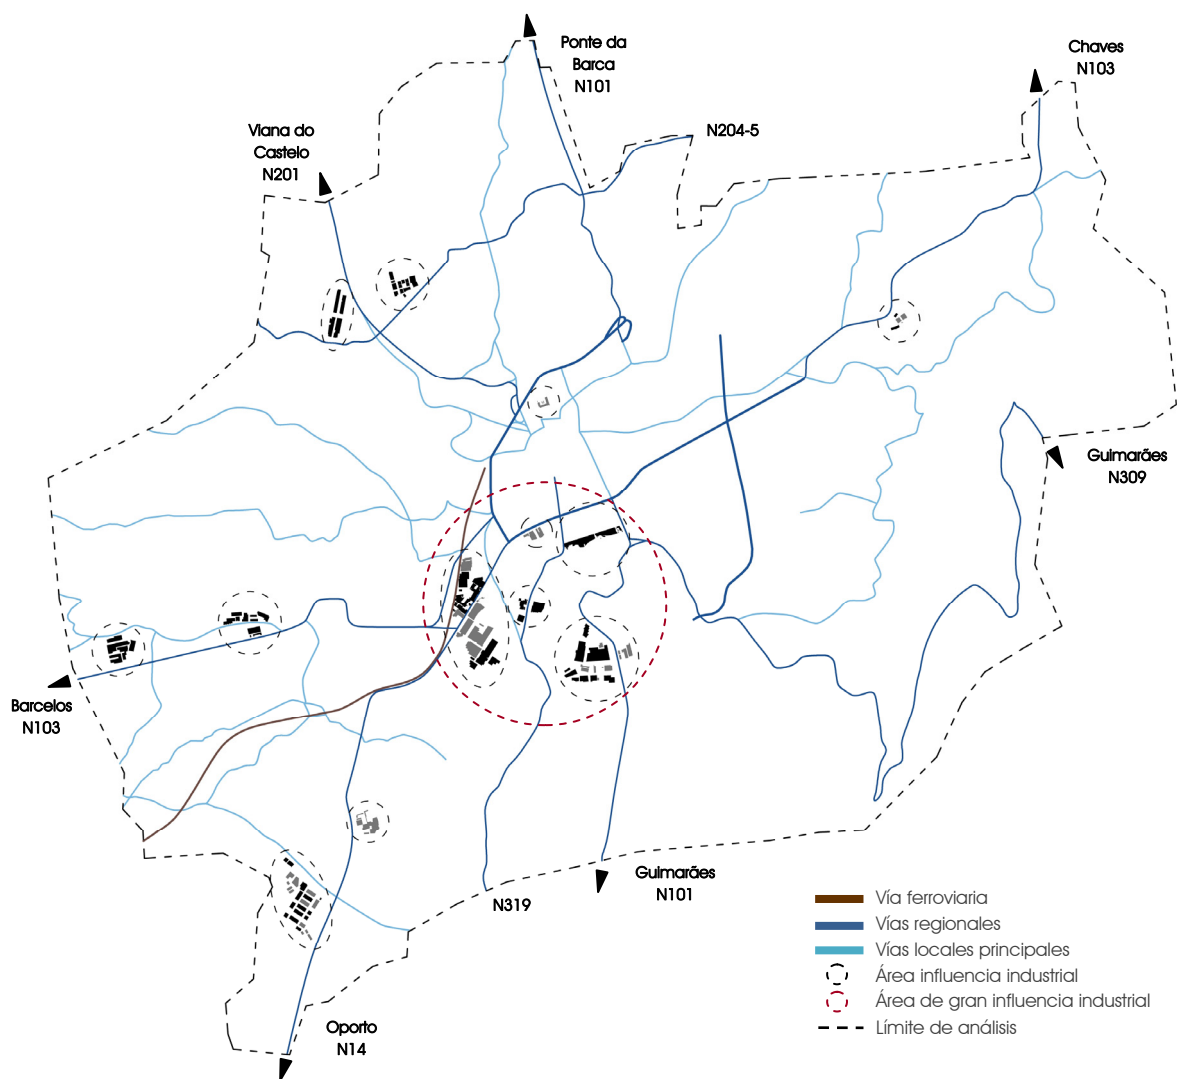 Ponte da
Barca
N101
Chaves
N103
Viana do
Castelo
N201
N204-5
Guimarães
N309
Barcelos
N103
Guimarães
N101
N319
Oporto
N14
Vía ferroviaria
Vías regionales
Vías locales principales
Área influencia industrial
Área de gran influencia industrial
Límite de análisis